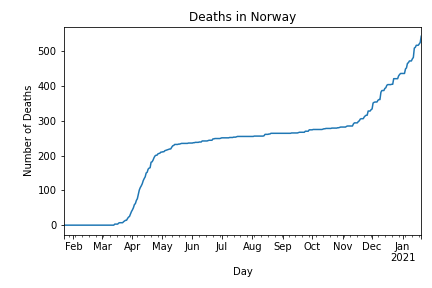 Deaths in Norway
Number of Deaths
500
400
300
200
100
0
Feb Mar Apr May Jun Jul Aug Sep Oct Nov Dec Jan
2021
Day